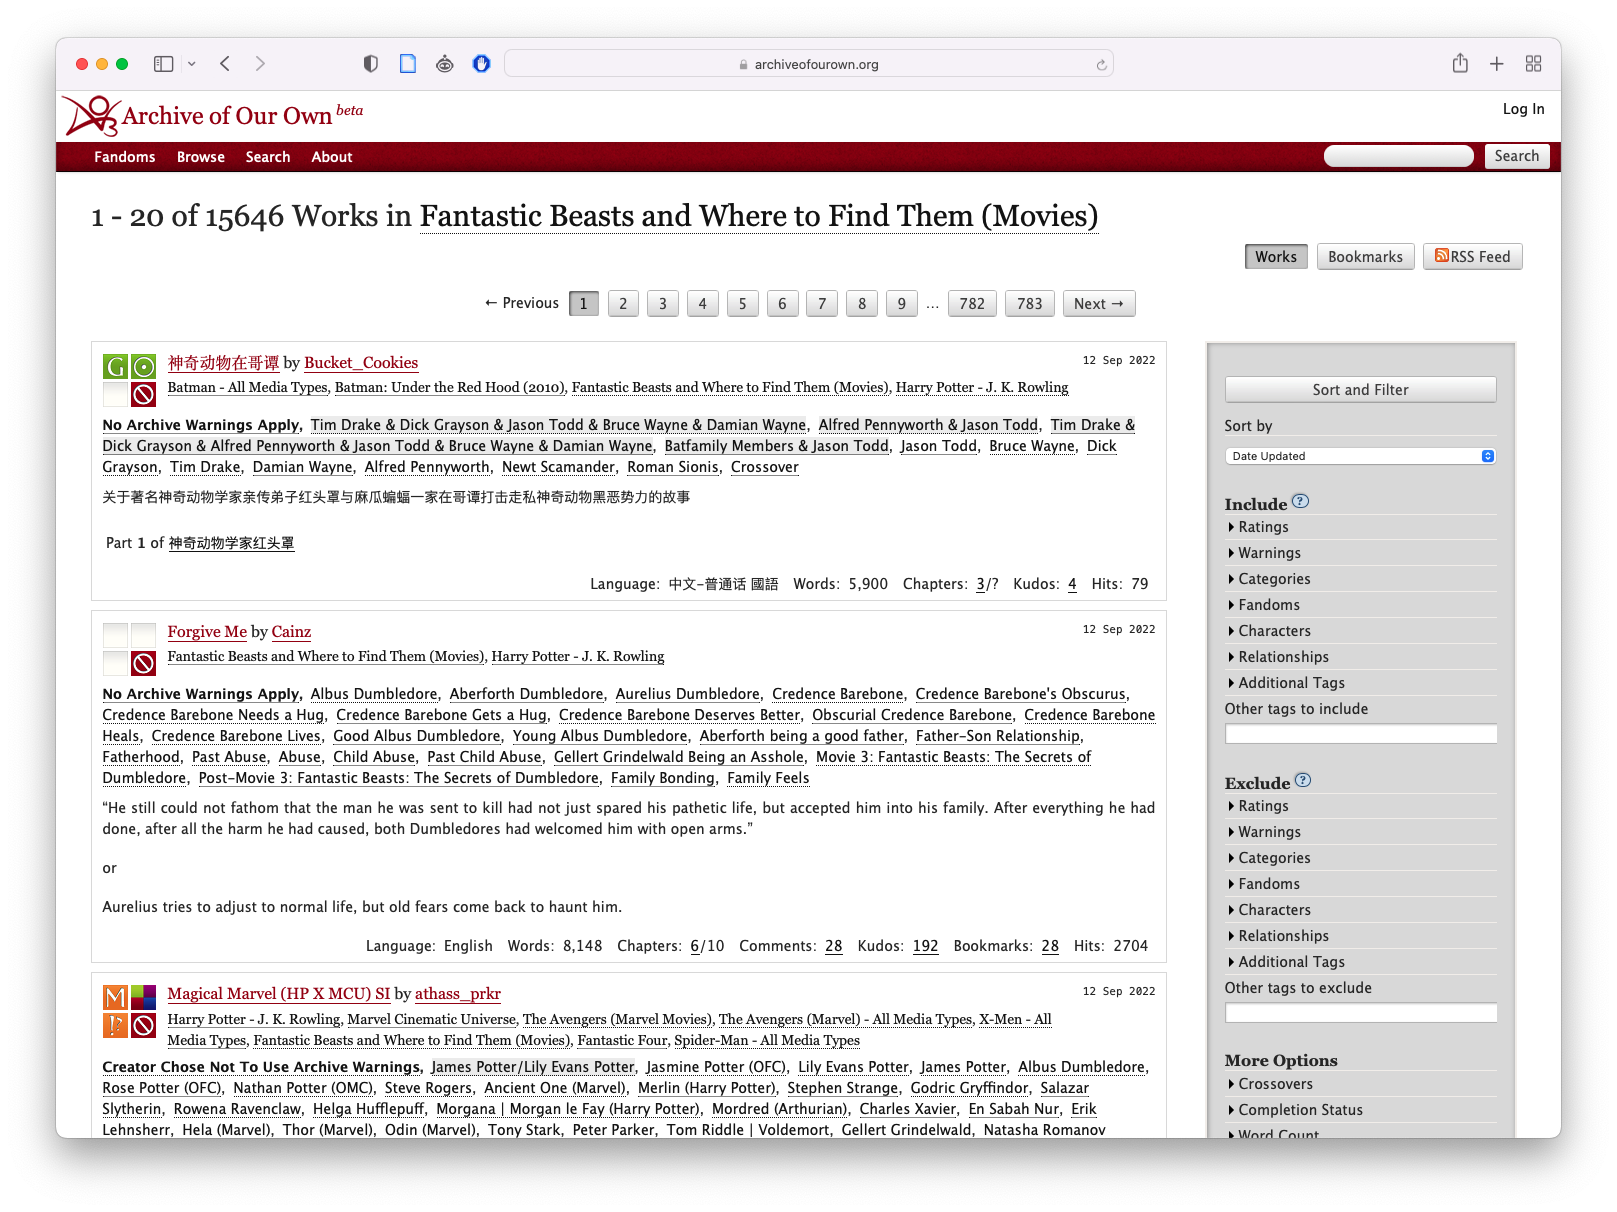 archiveofourown.org
Archive of Our Own beta
Log In
Fandoms Browse Search About
Search
1 - 20 of 15646 Works in Fantastic Beasts and Where to Find Them (Movies)
Works Bookmarks RSS Feed
← Previous 1 2 3 4 5 6 7 8 9 … 782 783 Next →
神奇动物在哥谭 by Bucket_Cookies
12 Sep 2022
Batman - All Media Types, Batman: Under the Red Hood (2010), Fantastic Beasts and Where to Find Them (Movies), Harry Potter - J. K. Rowling
No Archive Warnings Apply, Tim Drake & Dick Grayson & Jason Todd & Bruce Wayne & Damian Wayne, Alfred Pennyworth & Jason Todd, Tim Drake &
Dick Grayson & Alfred Pennyworth & Jason Todd & Bruce Wayne & Damian Wayne, Batfamily Members & Jason Todd, Jason Todd, Bruce Wayne, Dick
Grayson, Tim Drake, Damian Wayne, Alfred Pennyworth, Newt Scamander, Roman Sionis, Crossover
关于著名神奇动物学家亲传弟子红头罩与麻瓜蝙蝠一家在哥谭打击走私神奇动物黑恶势力的故事
Part 1 of 神奇动物学家红头罩
Language: 中文-普通话 國語 Words: 5,900 Chapters: 3/? Kudos: 4 Hits: 79
Forgive Me by Cainz
12 Sep 2022
Fantastic Beasts and Where to Find Them (Movies), Harry Potter - J. K. Rowling
No Archive Warnings Apply, Albus Dumbledore, Aberforth Dumbledore, Aurelius Dumbledore, Credence Barebone, Credence Barebone's Obscurus,
Credence Barebone Needs a Hug, Credence Barebone Gets a Hug, Credence Barebone Deserves Better, Obscurial Credence Barebone, Credence Barebone
Heals, Credence Barebone Lives, Good Albus Dumbledore, Young Albus Dumbledore, Aberforth being a good father, Father-Son Relationship,
Fatherhood, Past Abuse, Abuse, Child Abuse, Past Child Abuse, Gellert Grindelwald Being an Asshole, Movie 3: Fantastic Beasts: The Secrets of
Dumbledore, Post-Movie 3: Fantastic Beasts: The Secrets of Dumbledore, Family Bonding, Family Feels
“He still could not fathom that the man he was sent to kill had not just spared his pathetic life, but accepted him into his family. After everything he had
done, after all the harm he had caused, both Dumbledores had welcomed him with open arms.”
or
Aurelius tries to adjust to normal life, but old fears come back to haunt him.
Language: English Words: 8,148 Chapters: 6/10 Comments: 28 Kudos: 192 Bookmarks: 28 Hits: 2704
Magical Marvel (HP X MCU) SI by athass_prkr
12 Sep 2022
Harry Potter - J. K. Rowling, Marvel Cinematic Universe, The Avengers (Marvel Movies), The Avengers (Marvel) - All Media Types, X-Men - All
Media Types, Fantastic Beasts and Where to Find Them (Movies), Fantastic Four, Spider-Man - All Media Types
Creator Chose Not To Use Archive Warnings, James Potter/Lily Evans Potter, Jasmine Potter (OFC), Lily Evans Potter, James Potter, Albus Dumbledore,
Rose Potter (OFC), Nathan Potter (OMC), Steve Rogers, Ancient One (Marvel), Merlin (Harry Potter), Stephen Strange, Godric Gryffindor, Salazar
Slytherin, Rowena Ravenclaw, Helga Hufflepuff, Morgana | Morgan le Fay (Harry Potter), Mordred (Arthurian), Charles Xavier, En Sabah Nur, Erik
Lehnsherr, Hela (Marvel), Thor (Marvel), Odin (Marvel), Tony Stark, Peter Parker, Tom Riddle | Voldemort, Gellert Grindelwald, Natasha Romanov
Sort and Filter
Sort by
Date Updated
Include ?
Ratings
Warnings
Categories
Fandoms
Characters
Relationships
Additional Tags
Other tags to include
Exclude ?
Ratings
Warnings
Categories
Fandoms
Characters
Relationships
Additional Tags
Other tags to exclude
More Options
Crossovers
Completion Status
Word Count